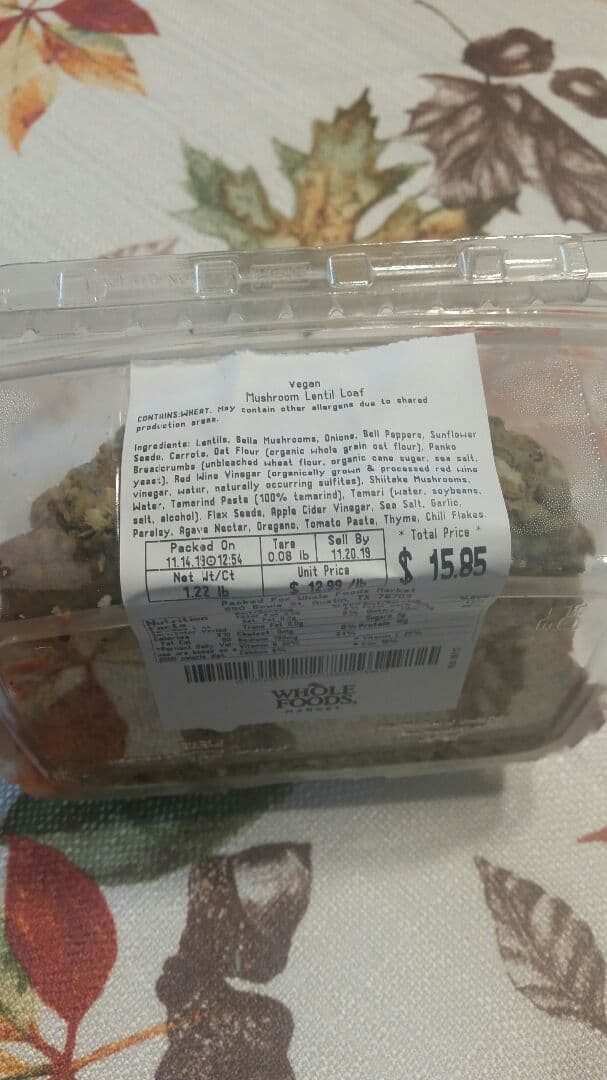 Vegan
Mushroom Lentil Loaf
CONTAINS:WHEAT. May contain other allergens due to shared
production areas.
Ingredients: Lentils, Bella Mushrooms, Onions, Bell Peppers, Sunflower
Seeds, Carrots, Oat Flour (organic whole grain oat flour), Panko
Breadcrumbs (unbleached wheat flour, organic cane sugar, sea salt,
yeast), Red Wine Vinegar (organically grown & processed red wine
vinegar, water, naturally occurring sulfites), Shiitake Mushrooms,
Water, Tamarind Paste (100% tamarind), Tamari (water, soybeans,
salt, alcohol), Flax Seeds, Apple Cider Vinegar, Sea Salt, Garlic,
Parsley, Agave Nectar, Oregano, Tomato Paste, Thyme, Chili Flakes.
Packed On
11.14.19@12:54
Tare
0.08 lb
Sell By
11.20.19
* Total Price *
$ 15.85
Net Wt/Ct
1.22 lb
Unit Price
$ 12.99 /lb
Packed For Whole Foods Market
550 Bowie St Austin, TX 78703
Nutrition
Facts
Calories
WHOLE
FOODS
MARKET